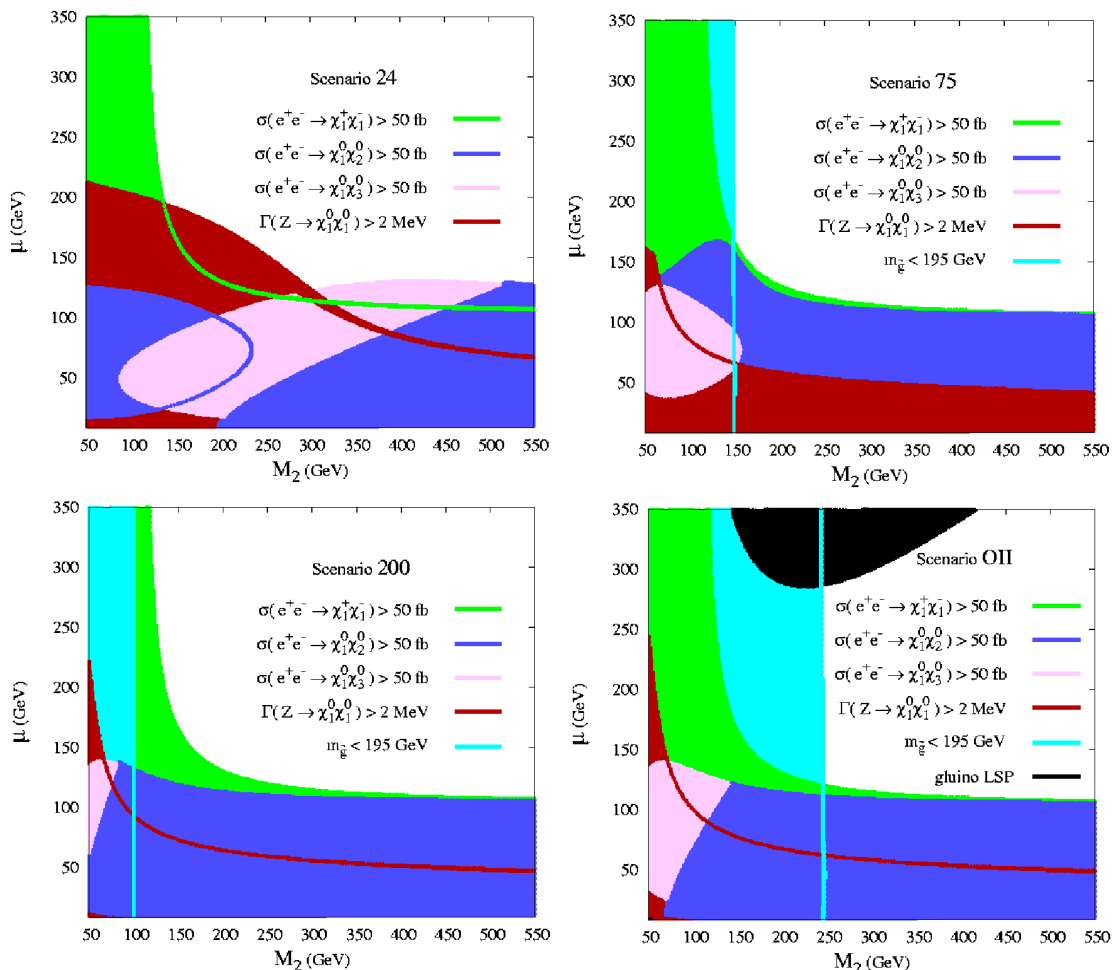 350
300
250
200
150
100
50
μ (GeV)
Scenario 24
σ( e⁺e⁻ → χ₁⁺χ₁⁻ ) > 50 fb
σ( e⁺e⁻ → χ₁⁰χ₂⁰ ) > 50 fb
σ( e⁺e⁻ → χ₁⁰χ₃⁰ ) > 50 fb
Γ( Z → χ₁⁰χ₁⁰ ) > 2 MeV
50 100 150 200 250 300 350 400 450 500 550
M₂ (GeV)
350
300
250
200
150
100
50
μ (GeV)
Scenario 75
σ( e⁺e⁻ → χ₁⁺χ₁⁻ ) > 50 fb
σ( e⁺e⁻ → χ₁⁰χ₂⁰ ) > 50 fb
σ( e⁺e⁻ → χ₁⁰χ₃⁰ ) > 50 fb
Γ( Z → χ₁⁰χ₁⁰ ) > 2 MeV
m_g̃ < 195 GeV
50 100 150 200 250 300 350 400 450 500 550
M₂ (GeV)
350
300
250
200
150
100
50
μ (GeV)
Scenario 200
σ( e⁺e⁻ → χ₁⁺χ₁⁻ ) > 50 fb
σ( e⁺e⁻ → χ₁⁰χ₂⁰ ) > 50 fb
σ( e⁺e⁻ → χ₁⁰χ₃⁰ ) > 50 fb
Γ( Z → χ₁⁰χ₁⁰ ) > 2 MeV
m_g̃ < 195 GeV
50 100 150 200 250 300 350 400 450 500 550
M₂ (GeV)
350
300
250
200
150
100
50
μ (GeV)
Scenario OII
σ( e⁺e⁻ → χ₁⁺χ₁⁻ ) > 50 fb
σ( e⁺e⁻ → χ₁⁰χ₂⁰ ) > 50 fb
σ( e⁺e⁻ → χ₁⁰χ₃⁰ ) > 50 fb
Γ( Z → χ₁⁰χ₁⁰ ) > 2 MeV
m_g̃ < 195 GeV
gluino LSP
50 100 150 200 250 300 350 400 450 500 550
M₂ (GeV)